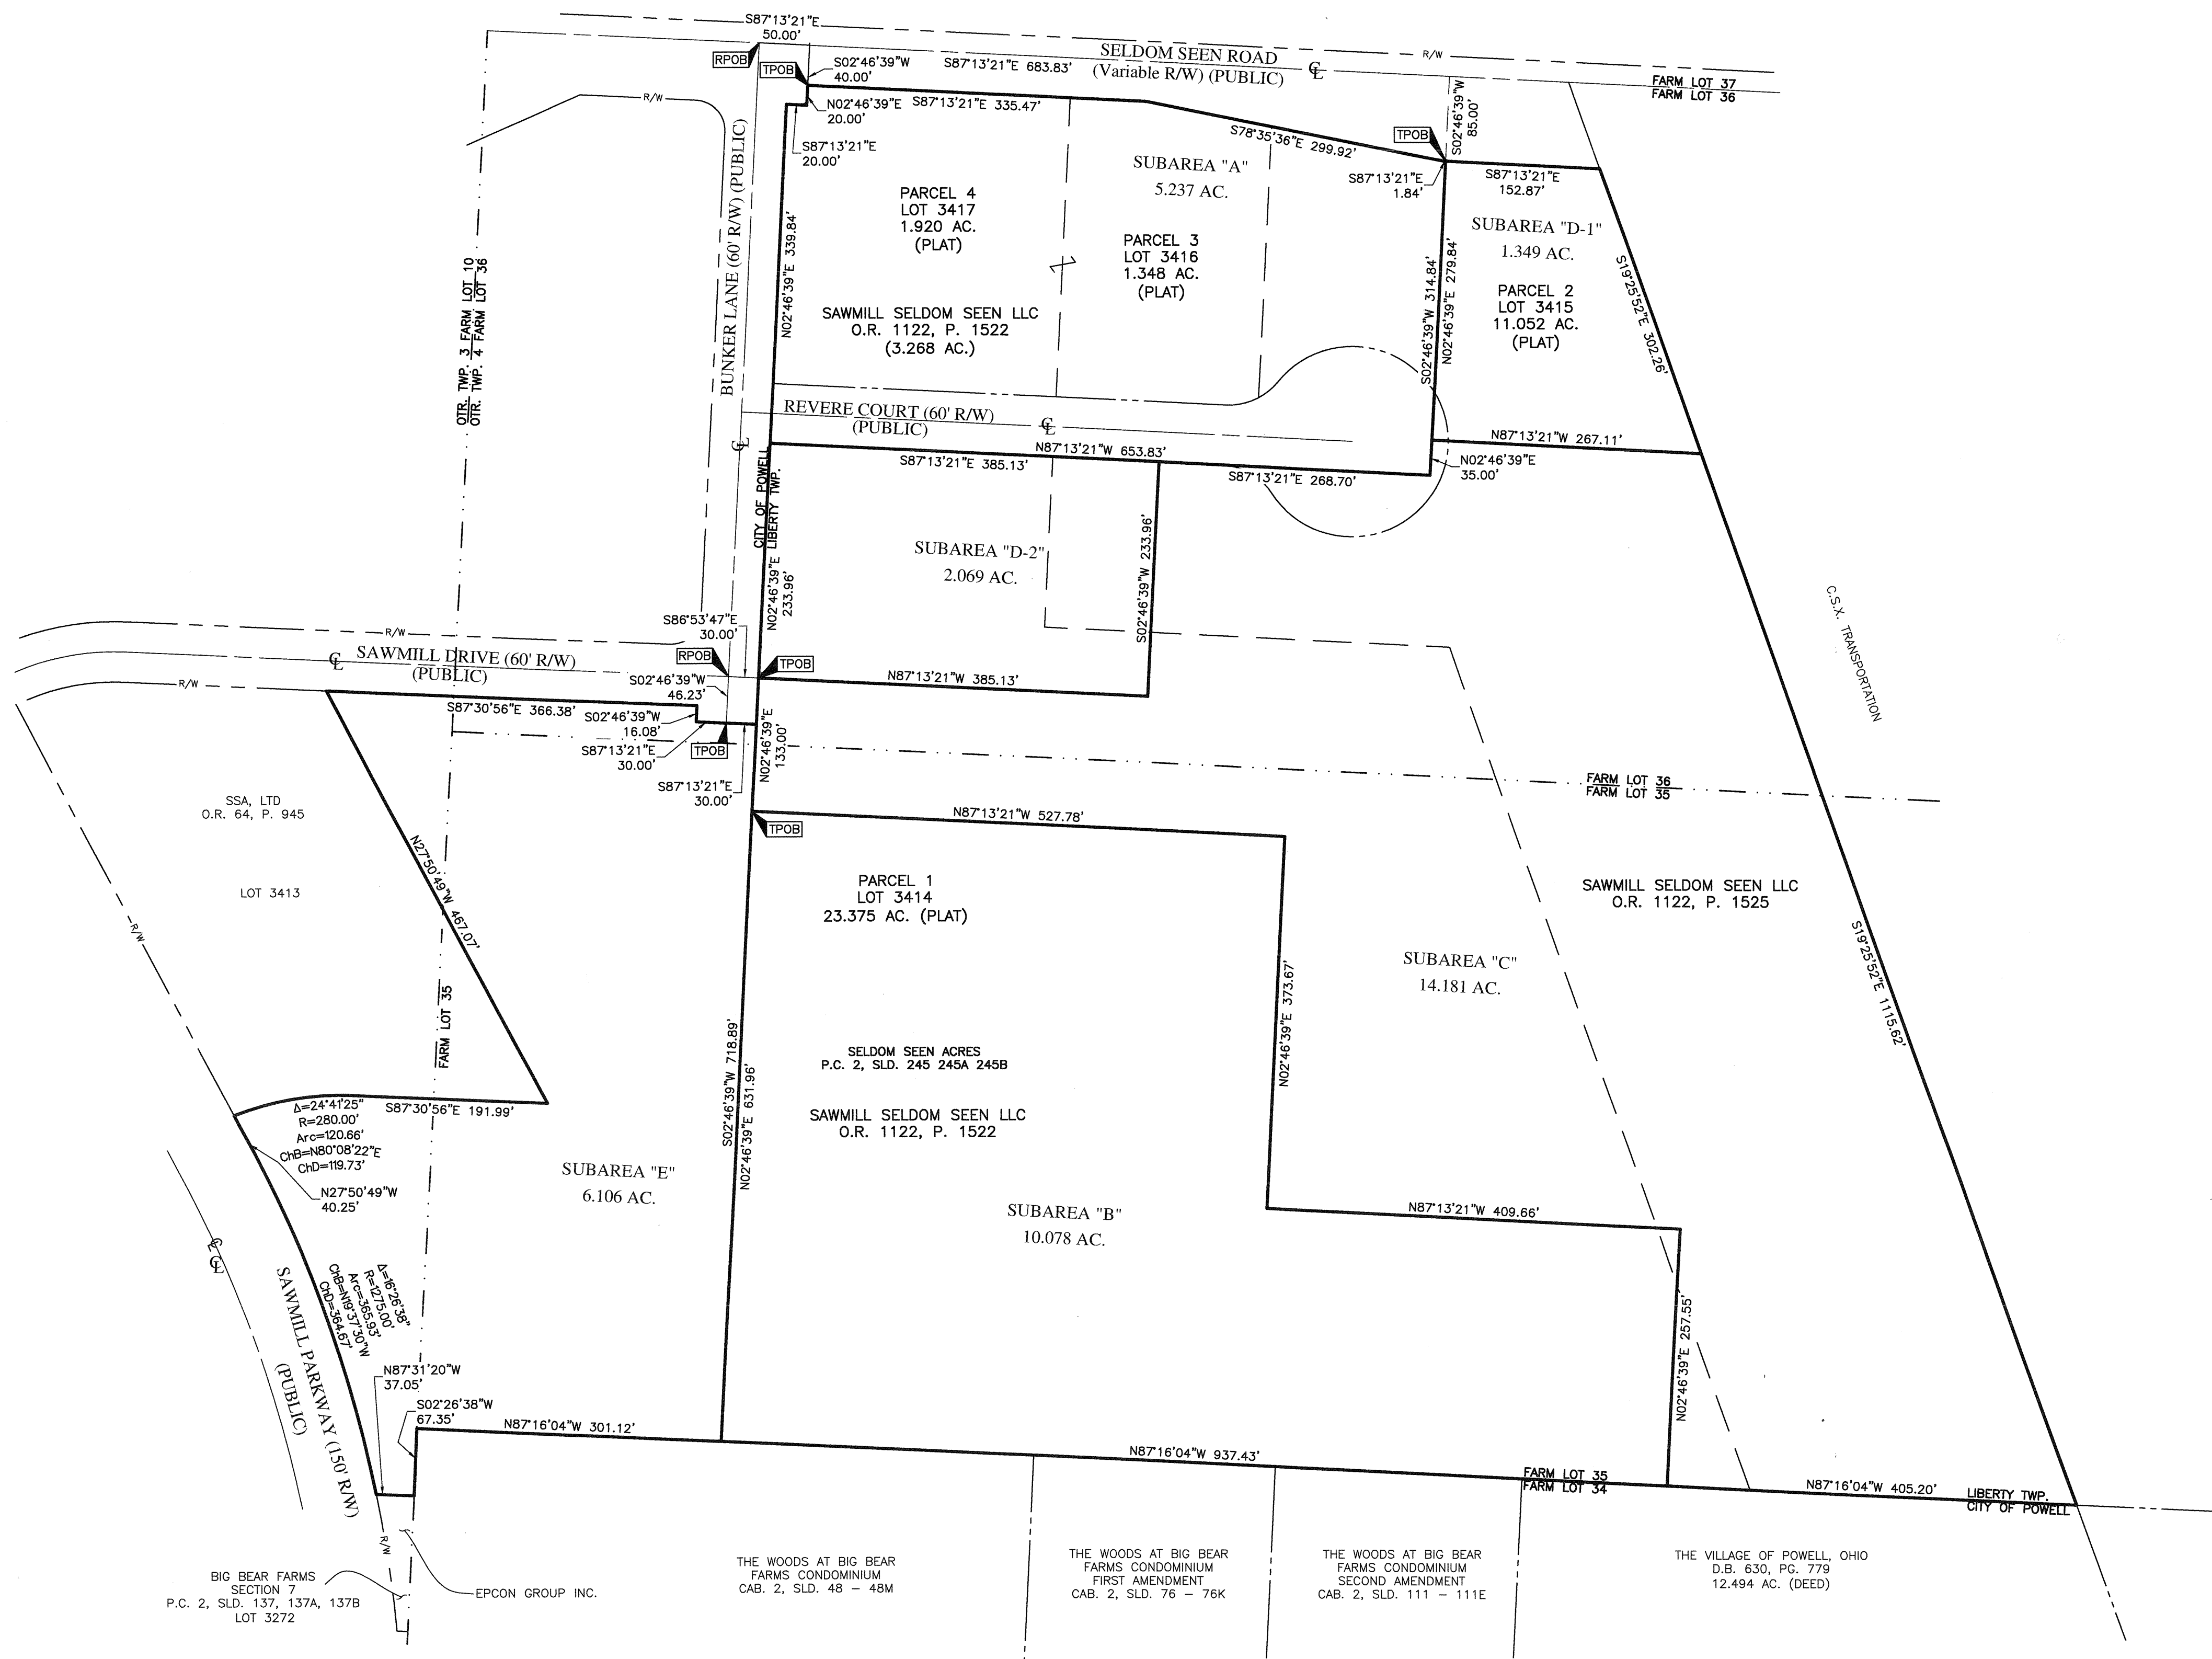 S87°13'21"E
50.00'
RPOB
TPOB
S02°46'39"W
40.00'
S87°13'21"E 683.83'
SELDOM SEEN ROAD
(Variable R/W) (PUBLIC)
℄
R/W
FARM LOT 37
FARM LOT 36
R/W
N02°46'39"E
20.00'
S87°13'21"E 335.47'
S87°13'21"E
20.00'
S78°35'36"E 299.92'
TPOB
S02°46'39"W
85.00'
S87°13'21"E
1.84'
S87°13'21"E
152.87'
BUNKER LANE (60' R/W) (PUBLIC)
N02°46'39"E 339.84'
PARCEL 4
LOT 3417
1.920 AC.
(PLAT)
SUBAREA "A"
5.237 AC.
PARCEL 3
LOT 3416
1.348 AC.
(PLAT)
SUBAREA "D-1"
1.349 AC.
PARCEL 2
LOT 3415
11.052 AC.
(PLAT)
S02°46'39"W 314.84'
N02°46'39"E 279.84'
S19°25'52"E 302.26'
QTR. TWP. 3 FARM LOT 10
QTR. TWP. 4 FARM LOT 36
SAWMILL SELDOM SEEN LLC
O.R. 1122, P. 1522
(3.268 AC.)
REVERE COURT (60' R/W)
(PUBLIC)
℄
℄
N87°13'21"W 653.83'
S87°13'21"E 385.13'
S87°13'21"E 268.70'
N87°13'21"W 267.11'
N02°46'39"E
35.00'
CITY OF POWELL
LIBERTY TWP.
N02°46'39"E
233.96'
SUBAREA "D-2"
2.069 AC.
S02°46'39"W 233.96'
C.S.X. TRANSPORTATION
S86°53'47"E
30.00'
RPOB
TPOB
R/W
℄
SAWMILL DRIVE (60' R/W)
(PUBLIC)
R/W
S02°46'39"W
46.23'
N87°13'21"W 385.13'
S87°30'56"E 366.38'
S02°46'39"W
16.08'
S87°13'21"E
30.00'
TPOB
N02°46'39"E
133.00'
S87°13'21"E
30.00'
FARM LOT 36
FARM LOT 35
SSA, LTD
O.R. 64, P. 945
LOT 3413
R/W
N27°50'49"W 467.07'
TPOB
N87°13'21"W 527.78'
PARCEL 1
LOT 3414
23.375 AC. (PLAT)
SAWMILL SELDOM SEEN LLC
O.R. 1122, P. 1525
SUBAREA "C"
14.181 AC.
N02°46'39"E 373.67'
S19°25'52"E 1115.62'
FARM LOT 35
S02°46'39"W 718.89'
N02°46'39"E 631.96'
SELDOM SEEN ACRES
P.C. 2, SLD. 245 245A 245B
SAWMILL SELDOM SEEN LLC
O.R. 1122, P. 1522
S87°30'56"E 191.99'
Δ=24°41'25"
R=280.00'
Arc=120.66'
ChB=N80°08'22"E
ChD=119.73'
N27°50'49"W
40.25'
SUBAREA "E"
6.106 AC.
SUBAREA "B"
10.078 AC.
N87°13'21"W 409.66'
℄
℄
SAWMILL PARKWAY (150' R/W)
(PUBLIC)
Δ=16°26'38"
R=1275.00'
Arc=365.93'
ChB=N19°37'30"W
ChD=364.67'
N02°46'39"E 257.55'
N87°31'20"W
37.05'
S02°26'38"W
67.35'
N87°16'04"W 301.12'
N87°16'04"W 937.43'
FARM LOT 35
FARM LOT 34
N87°16'04"W 405.20'
LIBERTY TWP.
CITY OF POWELL
R/W
BIG BEAR FARMS
SECTION 7
P.C. 2, SLD. 137, 137A, 137B
LOT 3272
EPCON GROUP INC.
THE WOODS AT BIG BEAR
FARMS CONDOMINIUM
CAB. 2, SLD. 48 – 48M
THE WOODS AT BIG BEAR
FARMS CONDOMINIUM
FIRST AMENDMENT
CAB. 2, SLD. 76 – 76K
THE WOODS AT BIG BEAR
FARMS CONDOMINIUM
SECOND AMENDMENT
CAB. 2, SLD. 111 – 111E
THE VILLAGE OF POWELL, OHIO
D.B. 630, PG. 779
12.494 AC. (DEED)